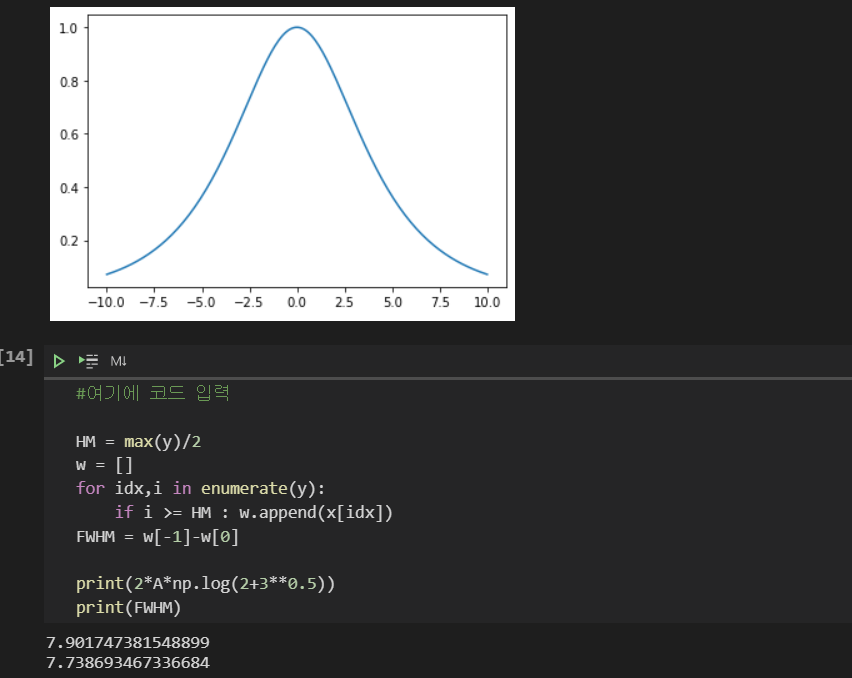 1.0
0.8
0.6
0.4
0.2
−10.0 −7.5 −5.0 −2.5 0.0 2.5 5.0 7.5 10.0
[14] M↓
#여기에 코드 입력
HM = max(y)/2
w = []
for idx,i in enumerate(y):
    if i >= HM : w.append(x[idx])
FWHM = w[-1]-w[0]
print(2*A*np.log(2+3**0.5))
print(FWHM)
7.901747381548899
7.738693467336684